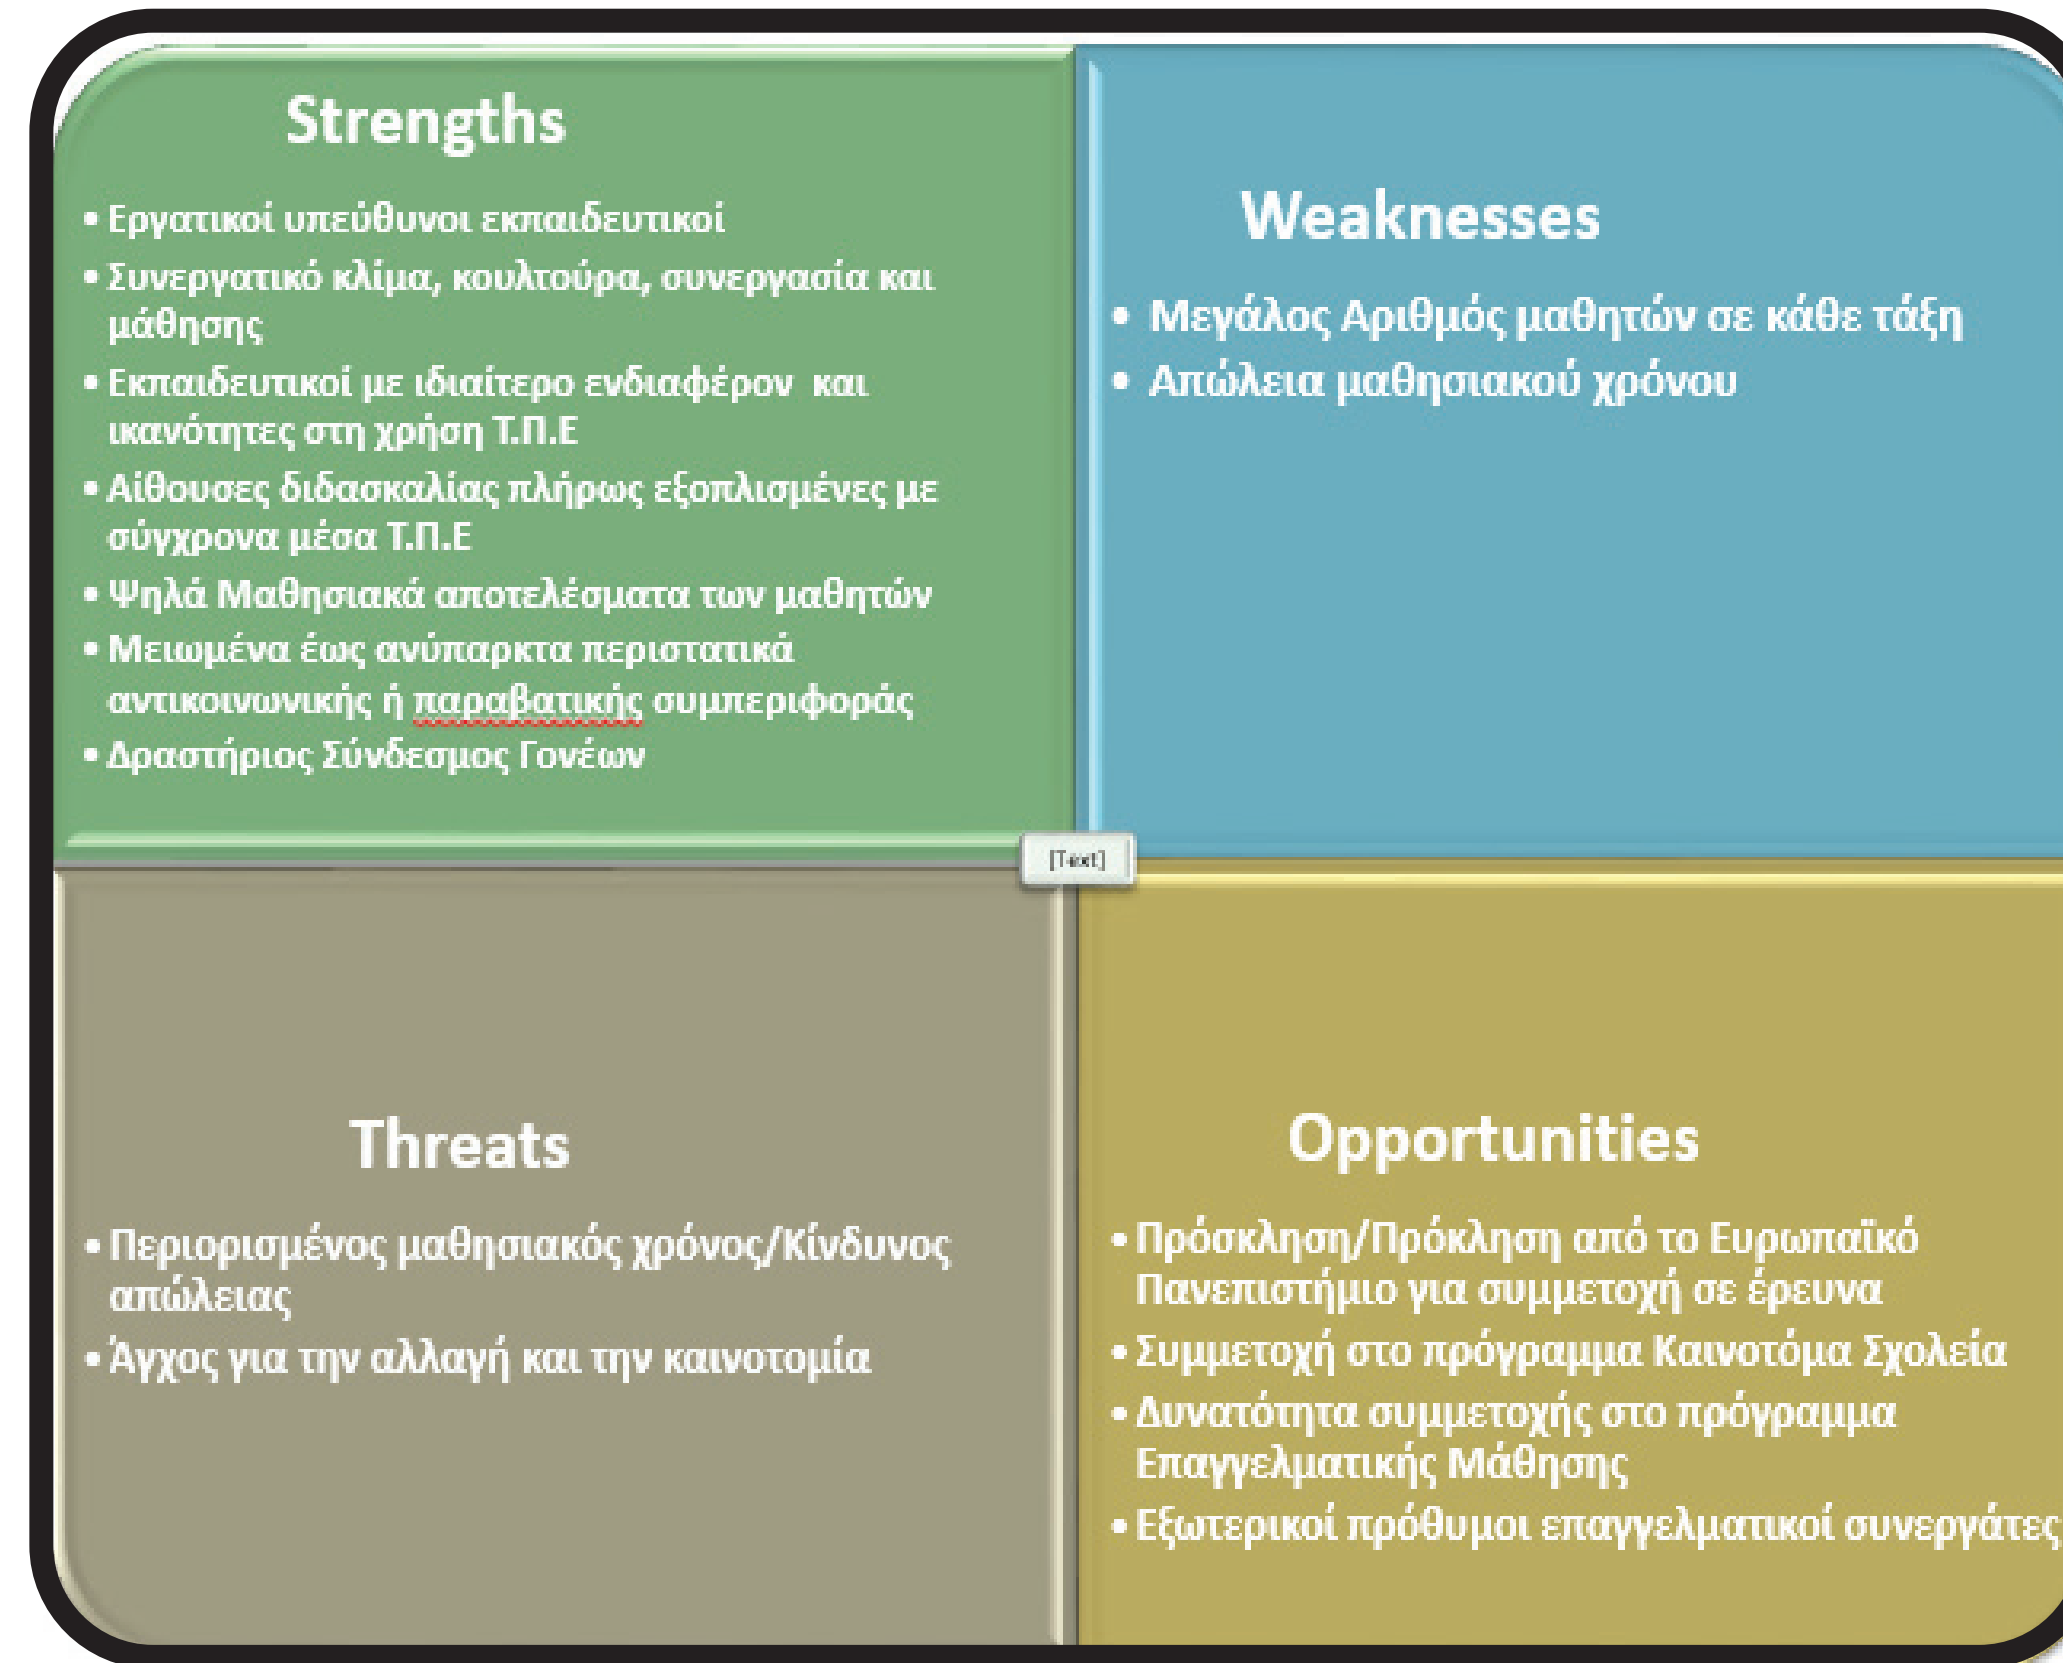 Strengths
• Εργατικοί υπεύθυνοι εκπαιδευτικοί
• Συνεργατικό κλίμα, κουλτούρα, συνεργασία και
μάθησης
• Εκπαιδευτικοί με ιδιαίτερο ενδιαφέρον και
ικανότητες στη χρήση Τ.Π.Ε
• Αίθουσες διδασκαλίας πλήρως εξοπλισμένες με
σύγχρονα μέσα Τ.Π.Ε
• Ψηλά Μαθησιακά αποτελέσματα των μαθητών
• Μειωμένα έως ανύπαρκτα περιστατικά
αντικοινωνικής ή παραβατικής συμπεριφοράς
• Δραστήριος Σύνδεσμος Γονέων
Weaknesses
• Μεγάλος Αριθμός μαθητών σε κάθε τάξη
• Απώλεια μαθησιακού χρόνου
[Text]
Threats
• Περιορισμένος μαθησιακός χρόνος/Κίνδυνος
απώλειας
• Άγχος για την αλλαγή και την καινοτομία
Opportunities
• Πρόσκληση/Πρόκληση από το Ευρωπαϊκό
Πανεπιστήμιο για συμμετοχή σε έρευνα
• Συμμετοχή στο πρόγραμμα Καινοτόμα Σχολεία
• Δυνατότητα συμμετοχής στο πρόγραμμα
Επαγγελματικής Μάθησης
• Εξωτερικοί πρόθυμοι επαγγελματικοί συνεργάτες